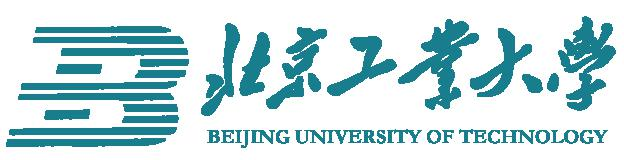 北京工業大學
BEIJING UNIVERSITY OF TECHNOLOGY